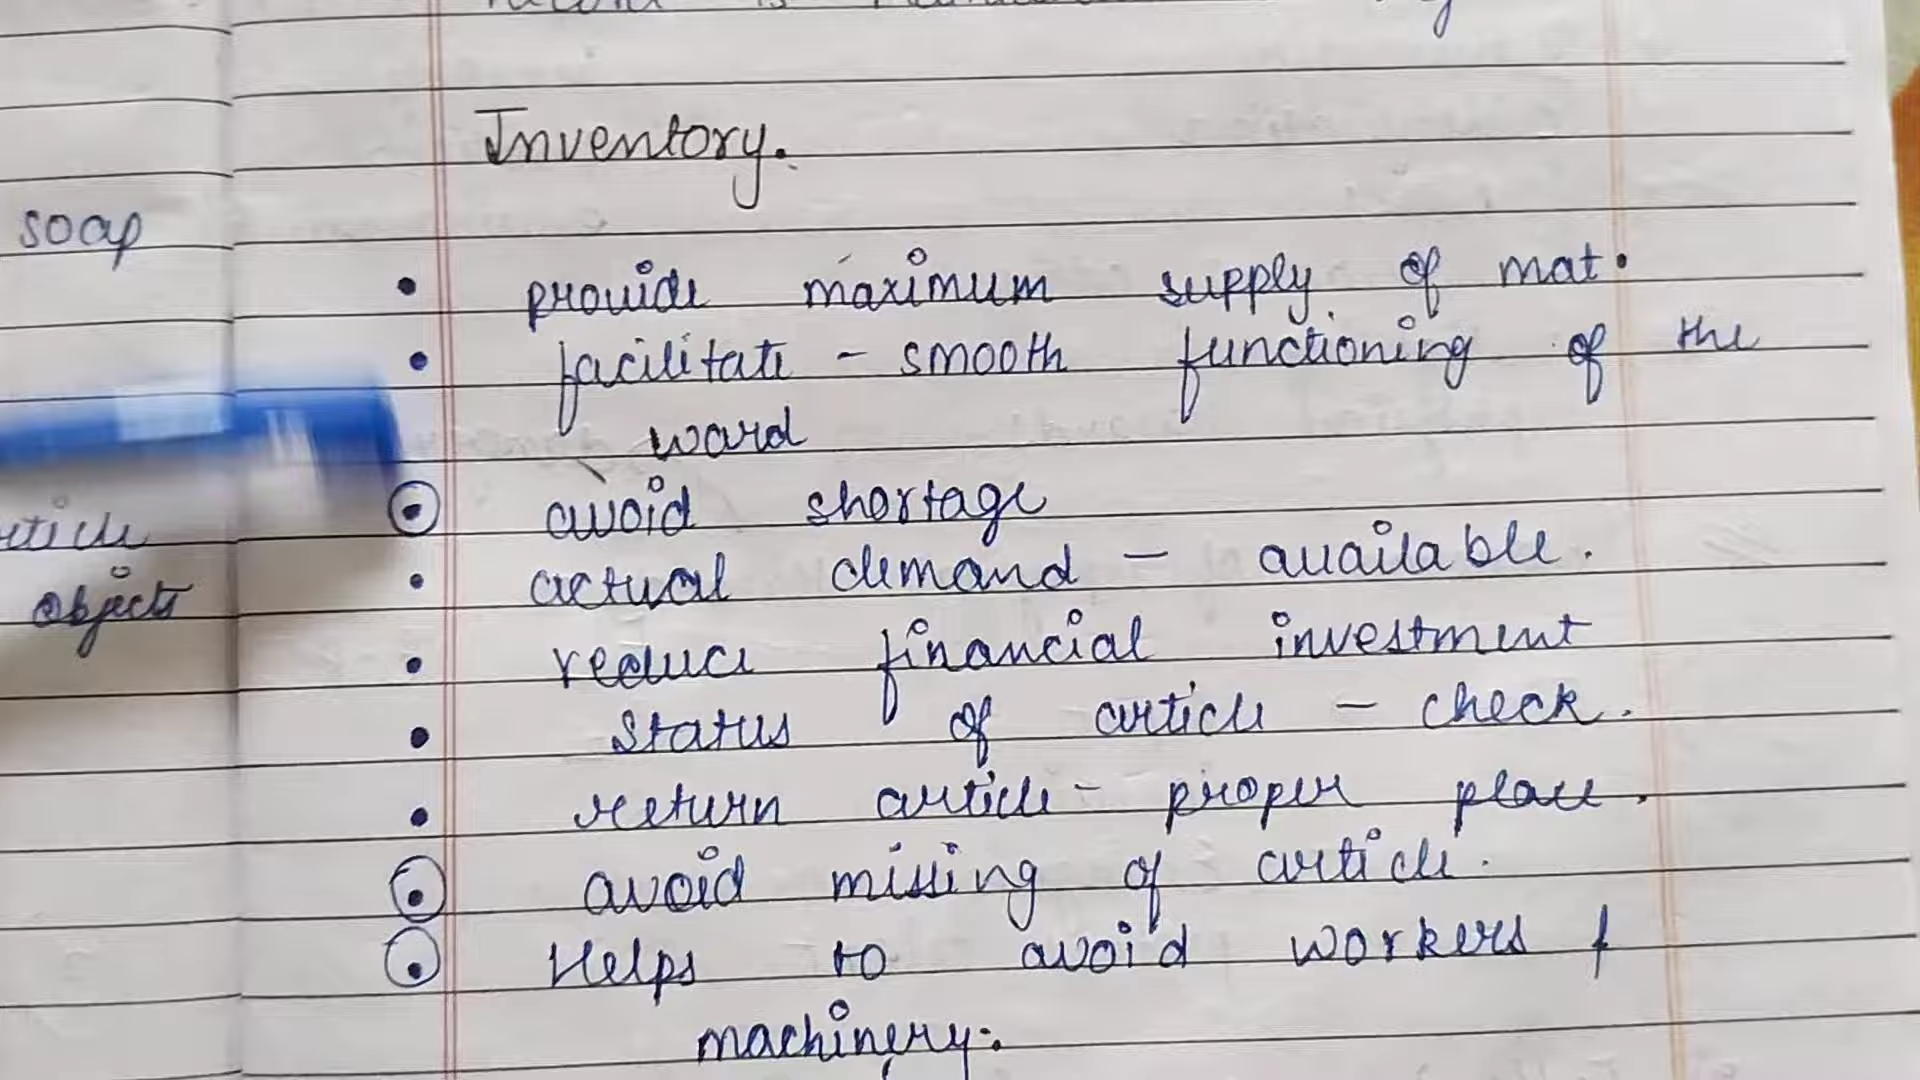 Inventory.
soap
• provide maximum supply of mat.
• facilitate - smooth functioning of the
ward
• avoid shortage
• actual demand - available.
objects
• reduce financial investment
• status of article - check.
• return article - proper place.
• avoid missing of article.
• Helps to avoid workers &
machinery.